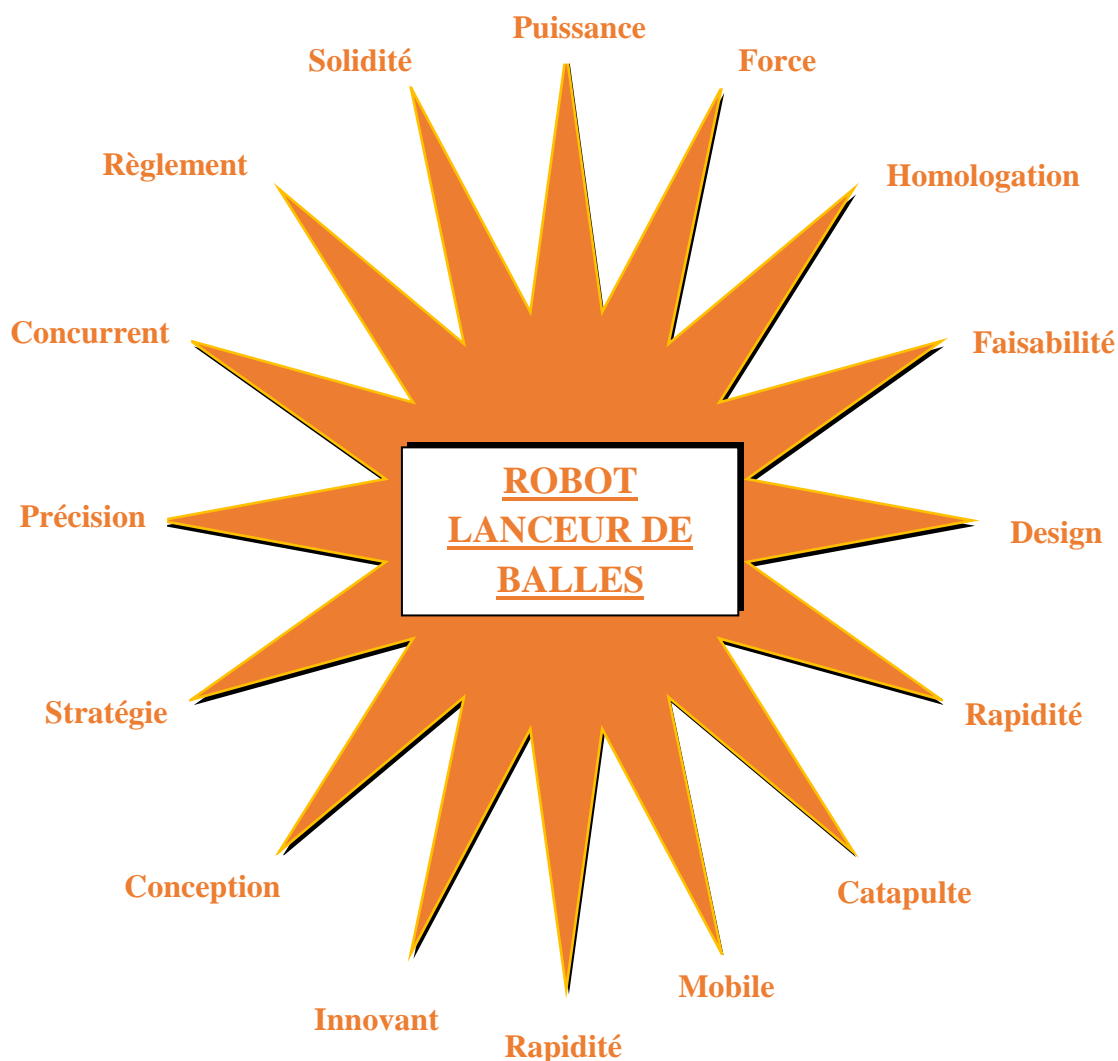 Puissance
Solidité
Force
Règlement
Homologation
Concurrent
Faisabilité
ROBOT
LANCEUR DE
BALLES
Précision
Design
Stratégie
Rapidité
Conception
Catapulte
Mobile
Innovant
Rapidité